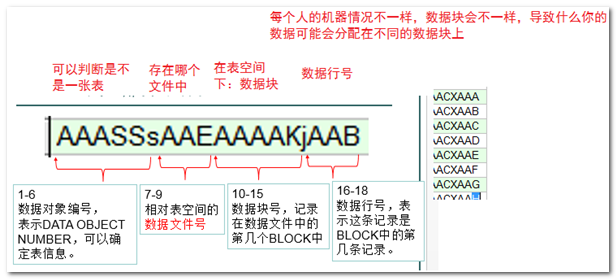 每个人的机器情况不一样，数据块会不一样，导致什么你的
数据可能会分配在不同的数据块上
可以判断是不
是一张表
存在哪个
文件中
在表空间
下：数据块
数据行号
AAASSsAAEAAAAKjAAB
1-6
数据对象编号，
表示DATA OBJECT
NUMBER，可以确
定表信息。
7-9
相对表空间的
数据文件号
10-15
数据块号，记录
在数据文件中的
第几个BLOCK中
16-18
数据行号，表
示这条记录是
BLOCK中的第
几条记录。
ACXAAA
ACXAAB
ACXAAC
ACXAAD
ACXAAE
ACXAAF
ACXAAG